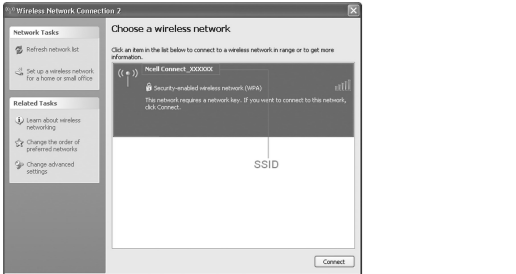 Wireless Network Connection 2
Network Tasks
Refresh network list
Set up a wireless network
for a home or small office
Related Tasks
Learn about wireless
networking
Change the order of
preferred networks
Change advanced
settings
Choose a wireless network
Click an item in the list below to connect to a wireless network in range or to get more
information.
Ncell Connect_XXXXXX
Security-enabled wireless network (WPA)
This network requires a network key. If you want to connect to this network,
click Connect.
SSID
Connect